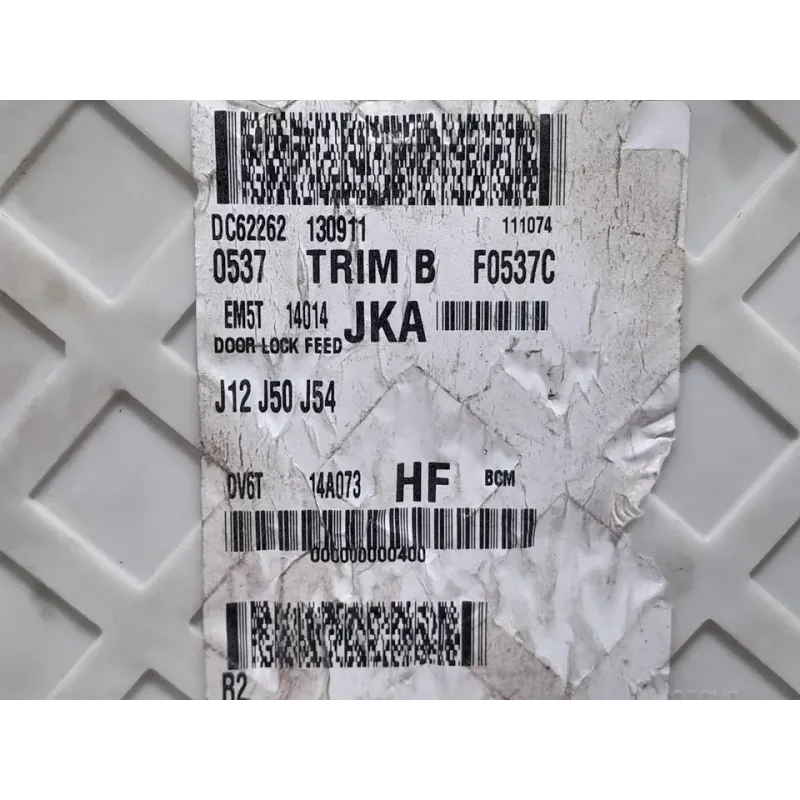 DC62262 130911 111074
0537 TRIM B F0537C
EM5T 14014 JKA
DOOR LOCK FEED
J12 J50 J54
DV6T 14A073 HF BCM
000000000400
R2